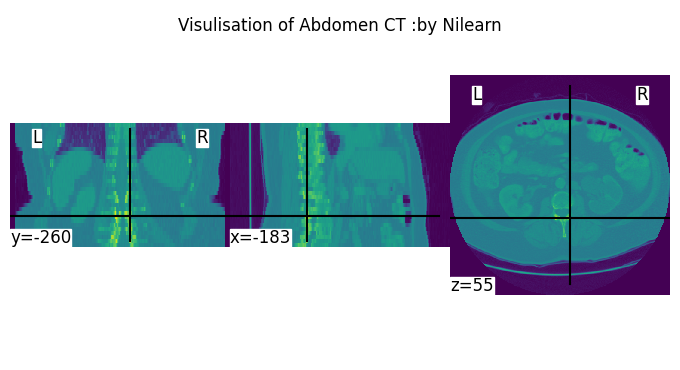 Visulisation of Abdomen CT :by Nilearn
L R
y=-260
x=-183
L R
z=55